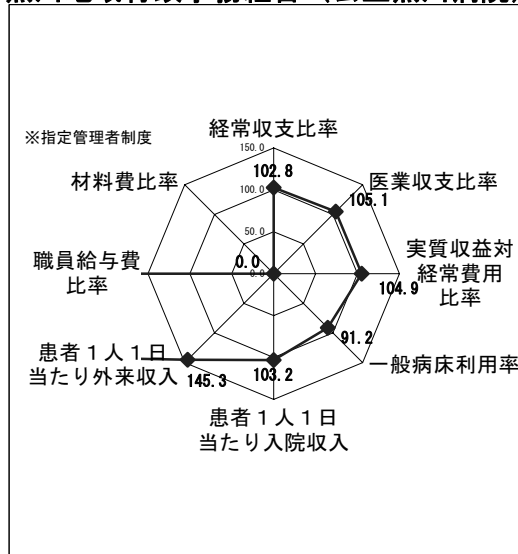 ※指定管理者制度
経常収支比率
150.0
102.8
100.0
50.0
0.0
0.0
医業収支比率
105.1
実質収益対
経常費用
比率
104.9
91.2
一般病床利用率
103.2
患者１人１日
当たり入院収入
患者１人１日
当たり外来収入
145.3
職員給与費
比率
材料費比率